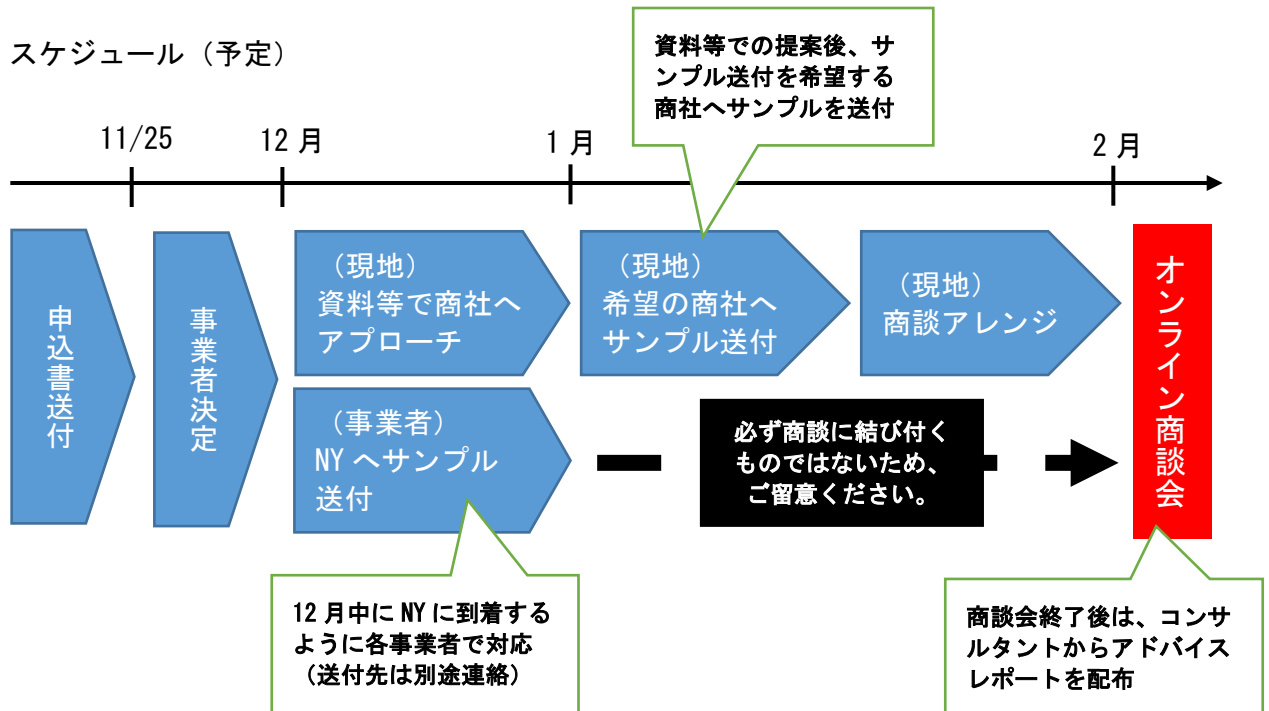 スケジュール（予定）
資料等での提案後、サ
ンプル送付を希望する
商社へサンプルを送付
11/25
12 月
1 月
2 月
申込書送付
事業者決定
（現地）
資料等で商社へ
アプローチ
（現地）
希望の商社へ
サンプル送付
（現地）
商談アレンジ
オンライン商談会
（事業者）
NY へサンプル
送付
必ず商談に結び付く
ものではないため、
ご留意ください。
12 月中に NY に到着する
ように各事業者で対応
（送付先は別途連絡）
商談会終了後は、コンサ
ルタントからアドバイス
レポートを配布